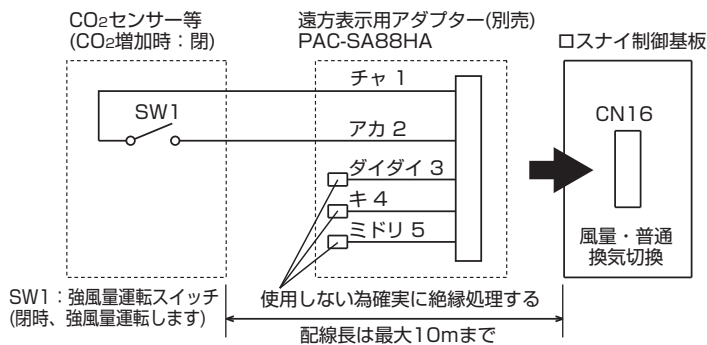 CO2センサー等
(CO2増加時：閉)
遠方表示用アダプター(別売)
PAC-SA88HA
ロスナイ制御基板
チャ 1
SW1
アカ 2
CN16
ダイダイ 3
キ 4
ミドリ 5
風量・普通
換気切換
SW1：強風量運転スイッチ
(閉時、強風量運転します)
使用しない為確実に絶縁処理する
配線長は最大10mまで